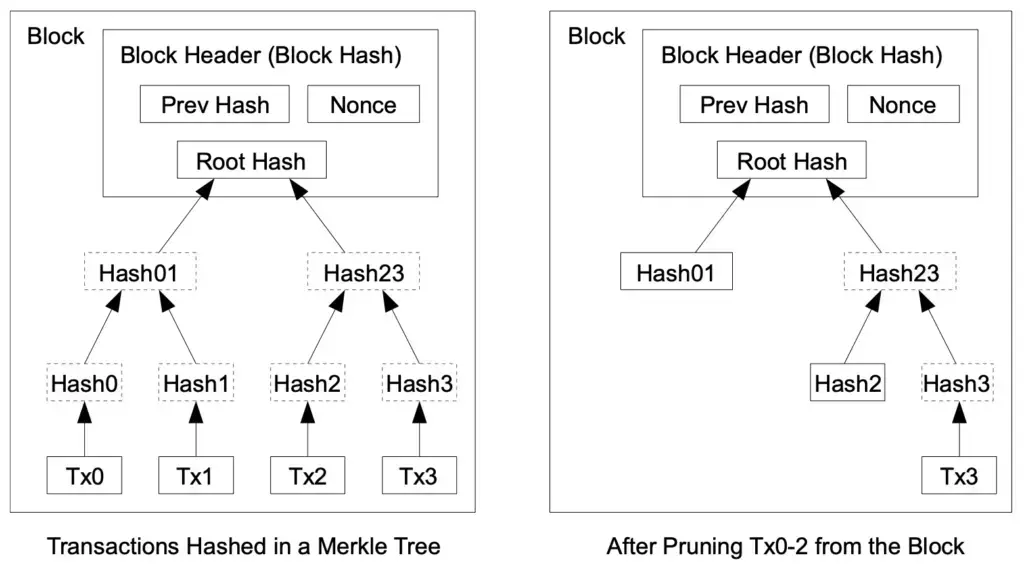 Block
Block Header (Block Hash)
Prev Hash
Nonce
Root Hash
Hash01
Hash23
Hash0
Hash1
Hash2
Hash3
Tx0
Tx1
Tx2
Tx3
Transactions Hashed in a Merkle Tree
Block
Block Header (Block Hash)
Prev Hash
Nonce
Root Hash
Hash01
Hash23
Hash2
Hash3
Tx3
After Pruning Tx0-2 from the Block